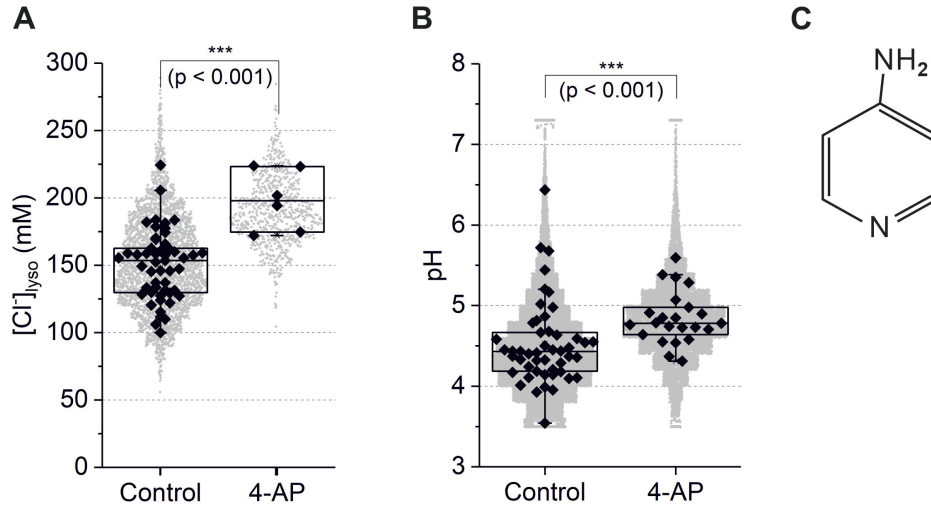 A
B
C
***
(p < 0.001)
300
250
200
150
100
50
0
[Cl⁻]lyso (mM)
Control
4-AP
***
(p < 0.001)
8
7
6
5
4
3
pH
Control
4-AP
NH₂
N